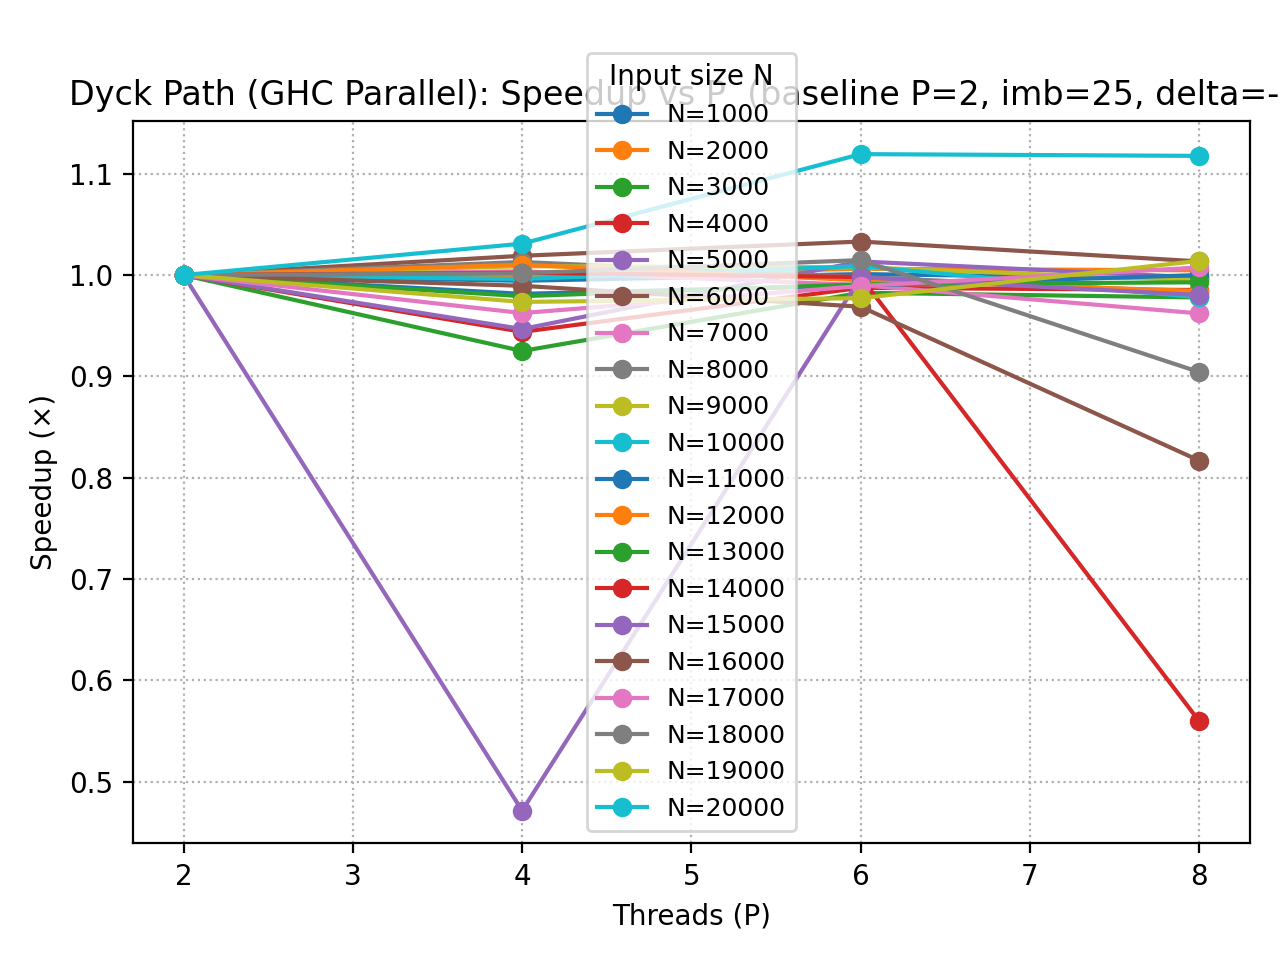 Dyck Path (GHC Parallel): Speedup vs P (baseline P=2, imb=25, delta=-
Input size N
N=1000
N=2000
N=3000
N=4000
N=5000
N=6000
N=7000
N=8000
N=9000
N=10000
N=11000
N=12000
N=13000
N=14000
N=15000
N=16000
N=17000
N=18000
N=19000
N=20000
Speedup (×)
1.1
1.0
0.9
0.8
0.7
0.6
0.5
2 3 4 5 6 7 8
Threads (P)